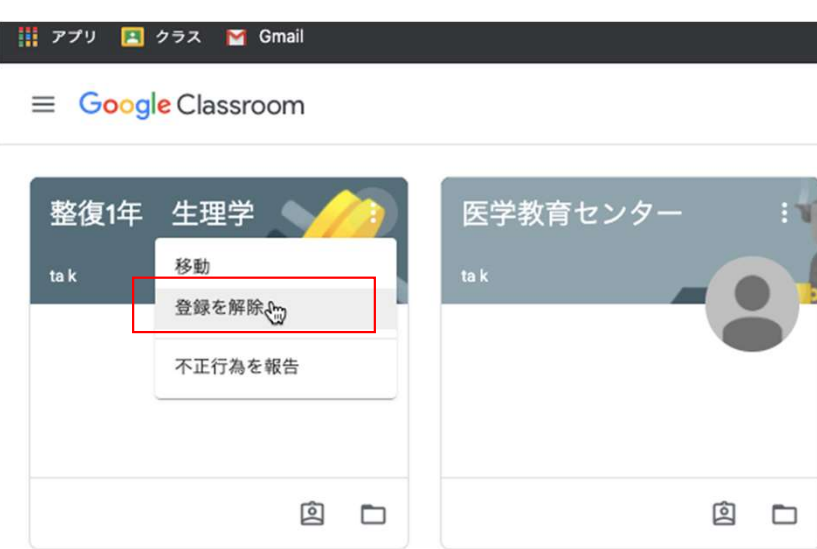 アプリ クラス Gmail
Google Classroom
整復1年 生理学
ta k
移動
登録を解除
不正行為を報告
医学教育センター
ta k